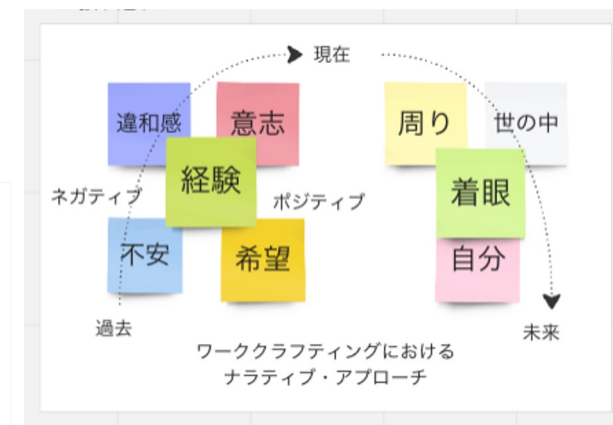 現在
違和感
意志
周り
世の中
経験
着眼
ネガティブ
ポジティブ
不安
希望
自分
過去
未来
ワーククラフティングにおける
ナラティブ・アプローチ